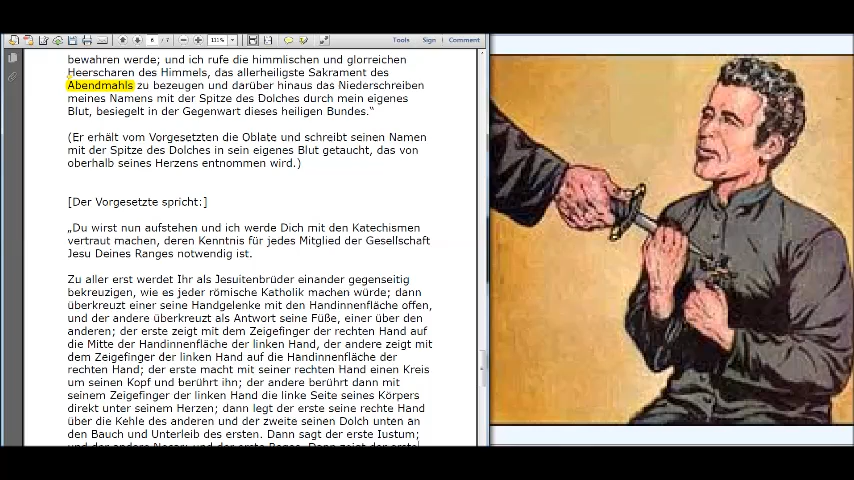 6 / 7
111%
Tools
Sign
Comment
bewahren werde; und ich rufe die himmlischen und glorreichen
Heerscharen des Himmels, das allerheiligste Sakrament des
Abendmahls zu bezeugen und darüber hinaus das Niederschreiben
meines Namens mit der Spitze des Dolches durch mein eigenes
Blut, besiegelt in der Gegenwart dieses heiligen Bundes.“
(Er erhält vom Vorgesetzten die Oblate und schreibt seinen Namen
mit der Spitze des Dolches in sein eigenes Blut getaucht, das von
oberhalb seines Herzens entnommen wird.)
[Der Vorgesetzte spricht:]
„Du wirst nun aufstehen und ich werde Dich mit den Katechismen
vertraut machen, deren Kenntnis für jedes Mitglied der Gesellschaft
Jesu Deines Ranges notwendig ist.
Zu aller erst werdet Ihr als Jesuitenbrüder einander gegenseitig
bekreuzigen, wie es jeder römische Katholik machen würde; dann
überkreuzt einer seine Handgelenke mit den Handinnenfläche offen,
und der andere überkreuzt als Antwort seine Füße, einer über den
anderen; der erste zeigt mit dem Zeigefinger der rechten Hand auf
die Mitte der Handinnenfläche der linken Hand, der andere zeigt mit
dem Zeigefinger der linken Hand auf die Handinnenfläche der
rechten Hand; der erste macht mit seiner rechten Hand einen Kreis
um seinen Kopf und berührt ihn; der andere berührt dann mit
seinem Zeigefinger der linken Hand die linke Seite seines Körpers
direkt unter seinem Herzen; dann legt der erste seine rechte Hand
über die Kehle des anderen und der zweite seinen Dolch unten an
den Bauch und Unterleib des ersten. Dann sagt der erste Iustum;